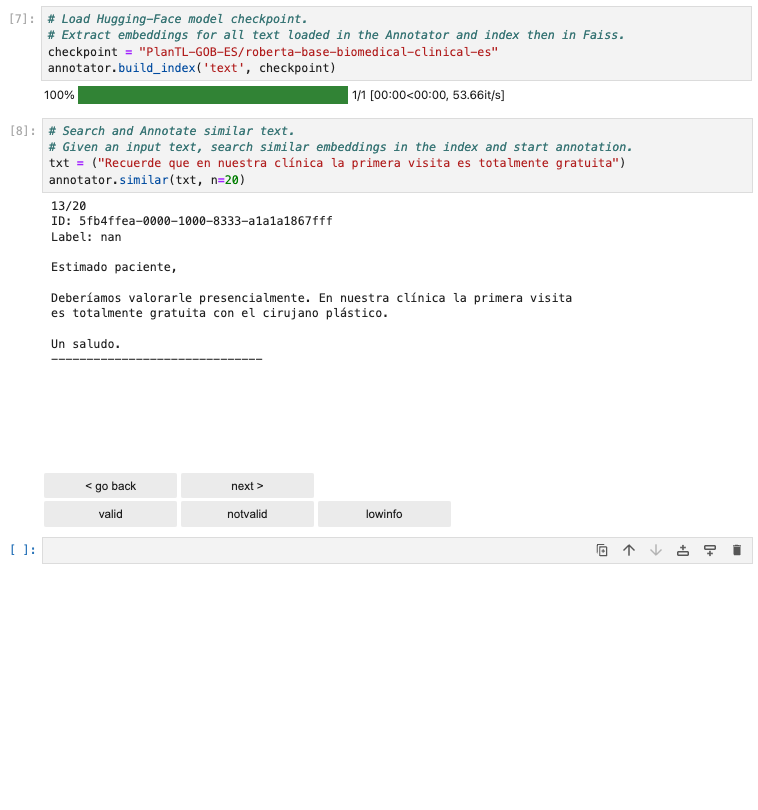 [7]:
# Load Hugging-Face model checkpoint.
# Extract embeddings for all text loaded in the Annotator and index then in Faiss.
checkpoint = "PlanTL-GOB-ES/roberta-base-biomedical-clinical-es"
annotator.build_index('text', checkpoint)
100% 1/1 [00:00<00:00, 53.66it/s]
[8]:
# Search and Annotate similar text.
# Given an input text, search similar embeddings in the index and start annotation.
txt = ("Recuerde que en nuestra clínica la primera visita es totalmente gratuita")
annotator.similar(txt, n=20)
13/20
ID: 5fb4ffea-0000-1000-8333-a1a1a1867fff
Label: nan
Estimado paciente,
Deberíamos valorarle presencialmente. En nuestra clínica la primera visita
es totalmente gratuita con el cirujano plástico.
Un saludo.
------------------------------
< go back next >
valid notvalid lowinfo
[ ]: